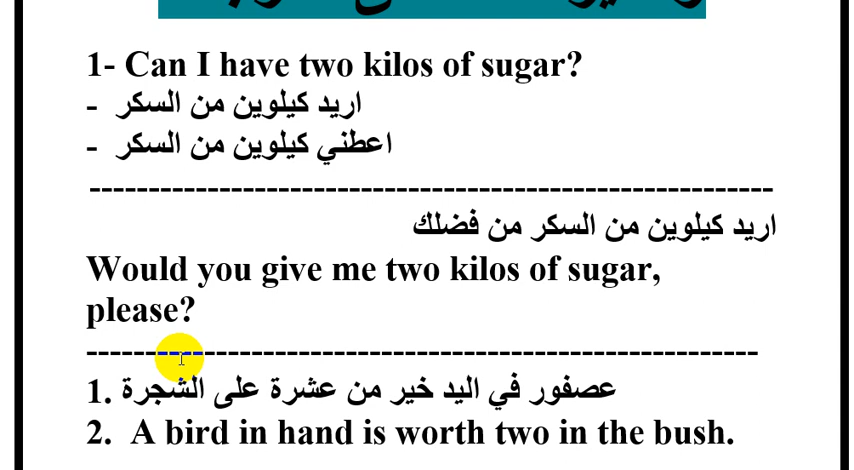 1- Can I have two kilos of sugar?
- اريد كيلوين من السكر
- اعطني كيلوين من السكر
----------------------------------------------------------
اريد كيلوين من السكر من فضلك
Would you give me two kilos of sugar,
please?
---------------------------------------------------------
1. عصفور في اليد خير من عشرة على الشجرة
2. A bird in hand is worth two in the bush.